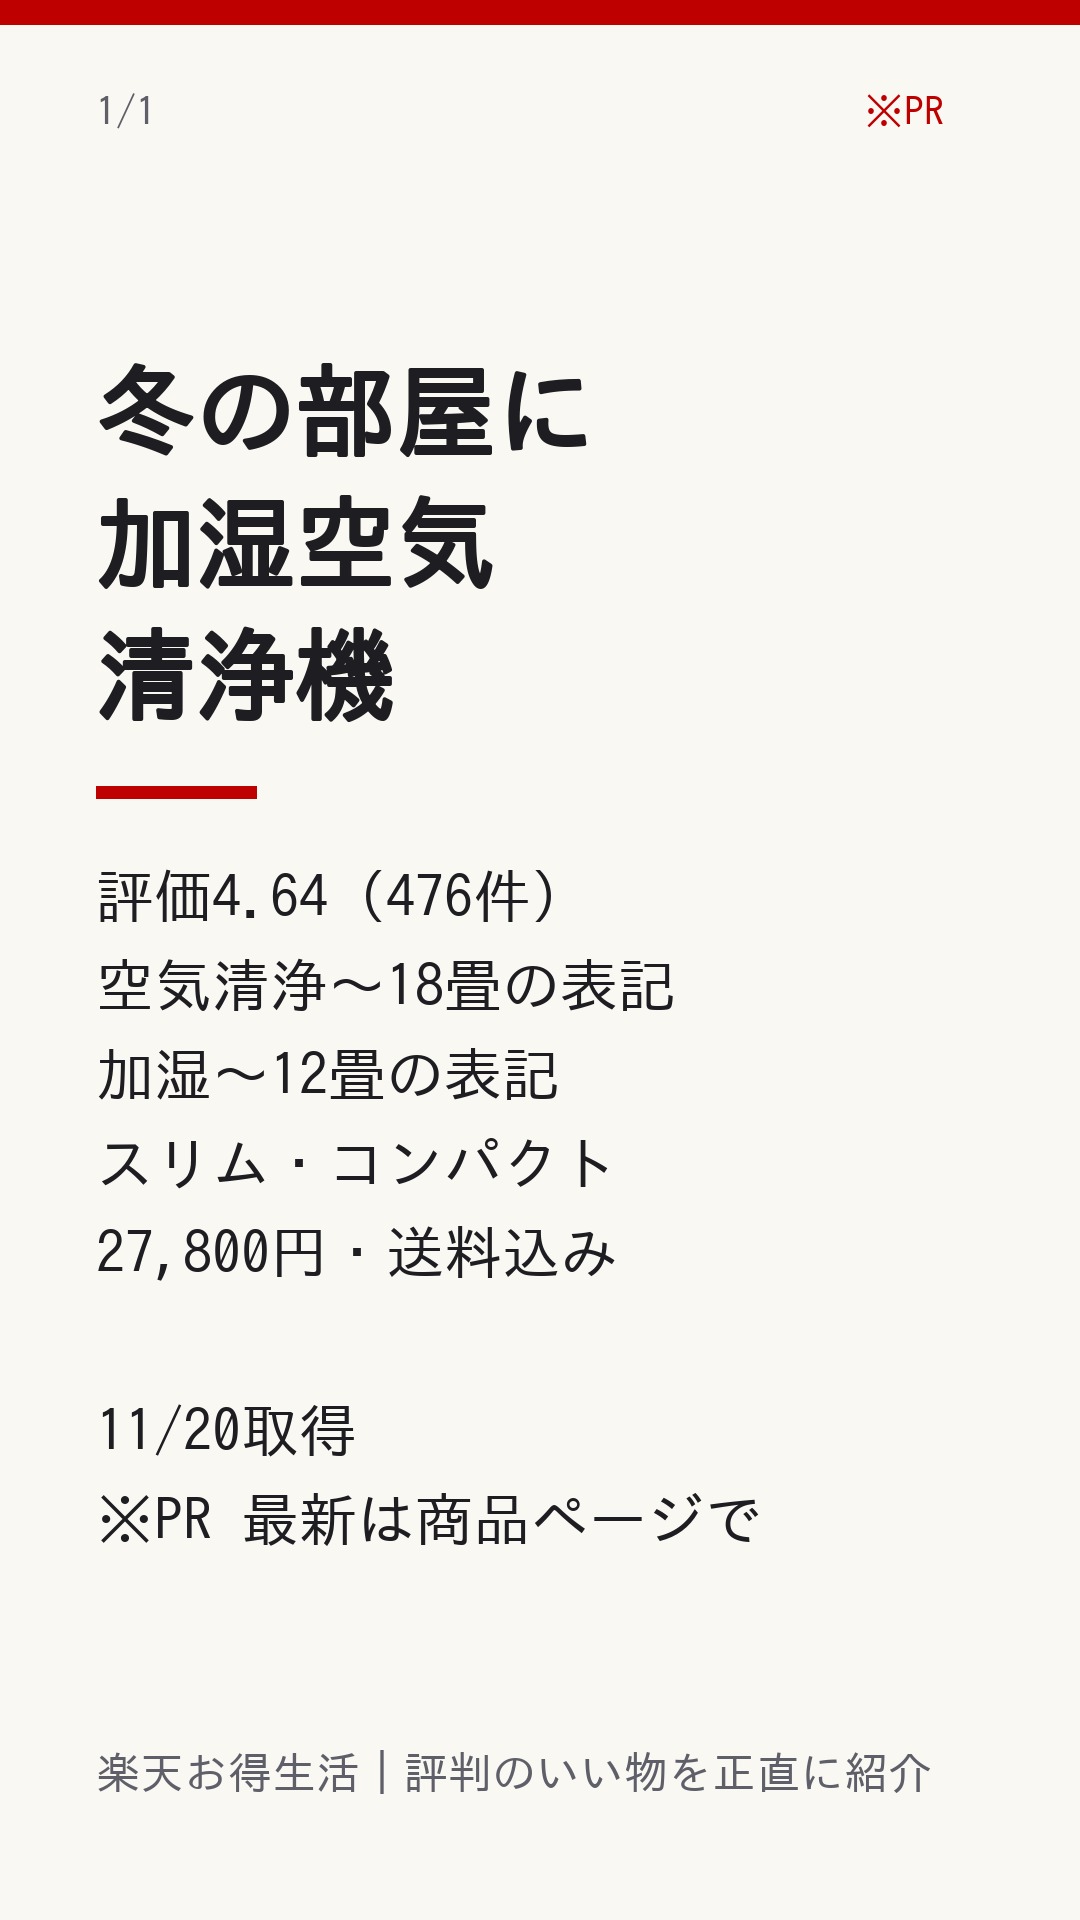 1/1
※PR
冬の部屋に
加湿空気
清浄機
評価4.64（476件）
空気清浄～18畳の表記
加湿～12畳の表記
スリム・コンパクト
27,800円・送料込み
11/20取得
※PR 最新は商品ページで
楽天お得生活｜評判のいい物を正直に紹介